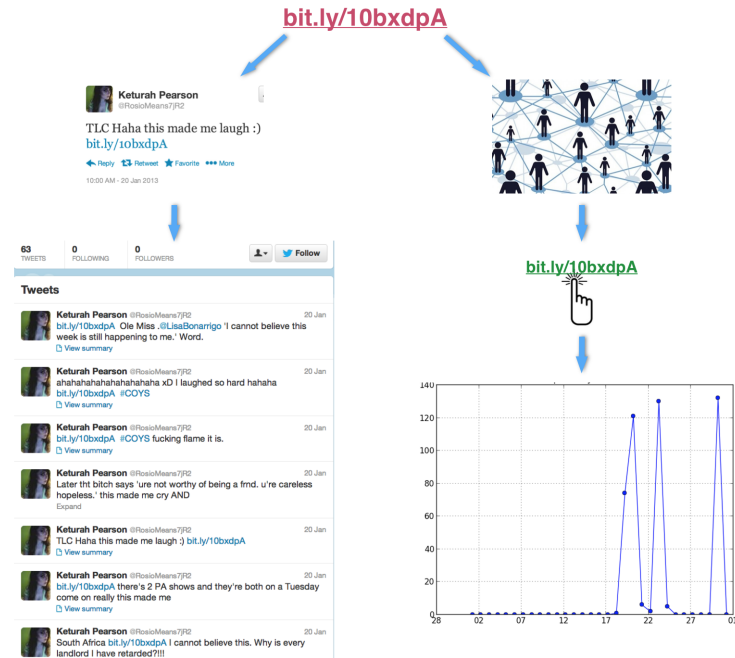 bit.ly/10bxdpA
Keturah Pearson
@RosioMeans7jR2
TLC Haha this made me laugh :)
bit.ly/10bxdpA
Reply Retweet Favorite More
10:00 AM - 20 Jan 2013
63 0 0
TWEETS FOLLOWING FOLLOWERS
Follow
Tweets
Keturah Pearson @RosioMeans7jR2 20 Jan
bit.ly/10bxdpA Ole Miss .@LisaBonarrigo 'I cannot believe this
week is still happening to me.' Word.
View summary
Keturah Pearson @RosioMeans7jR2 20 Jan
ahahahahahahahahahaha xD I laughed so hard hahaha
bit.ly/10bxdpA #COYS
View summary
Keturah Pearson @RosioMeans7jR2 20 Jan
bit.ly/10bxdpA #COYS fucking flame it is.
View summary
Keturah Pearson @RosioMeans7jR2 20 Jan
Later tht bitch says 'ure not worthy of being a frnd. u're careless
hopeless.' this made me cry AND
Expand
Keturah Pearson @RosioMeans7jR2 20 Jan
TLC Haha this made me laugh :) bit.ly/10bxdpA
View summary
Keturah Pearson @RosioMeans7jR2 20 Jan
bit.ly/10bxdpA there's 2 PA shows and they're both on a Tuesday
come on really this made me
View summary
Keturah Pearson @RosioMeans7jR2 20 Jan
South Africa bit.ly/10bxdpA I cannot believe this. Why is every
landlord I have retarded?!!!
bit.ly/10bxdpA
140
120
100
80
60
40
20
0
28 02 07 12 17 22 27 01